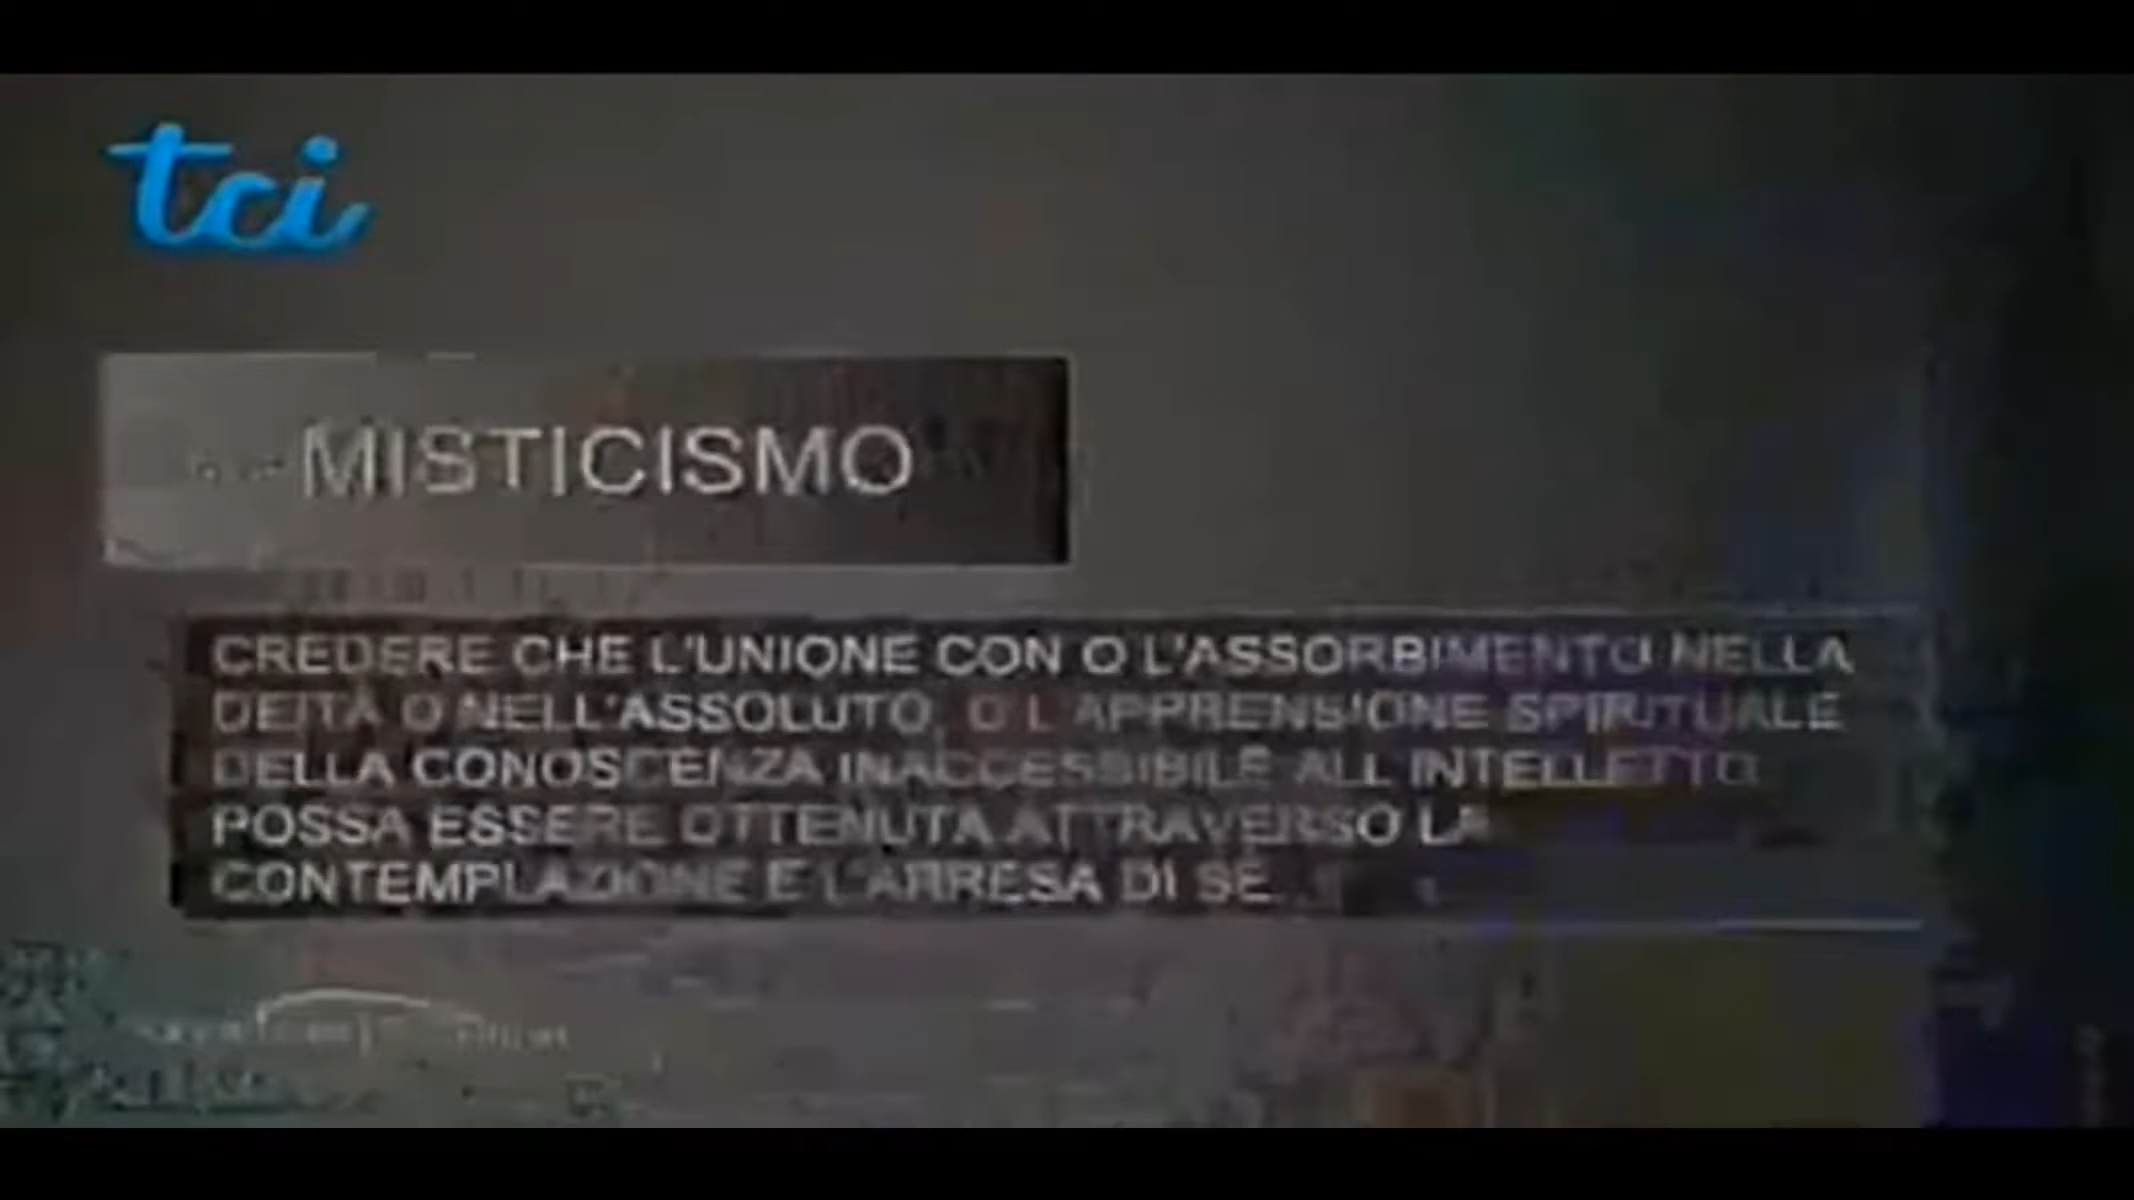 tci
MISTICISMO
CREDERE CHE L'UNIONE CON O L'ASSORBIMENTO NELLA
DEITÀ O NELL'ASSOLUTO, O L'APPRENSIONE SPIRITUALE
DELLA CONOSCENZA INACCESSIBILE ALL'INTELLETTO
POSSA ESSERE OTTENUTA ATTRAVERSO LA
CONTEMPLAZIONE E L'ARRESA DI SE.